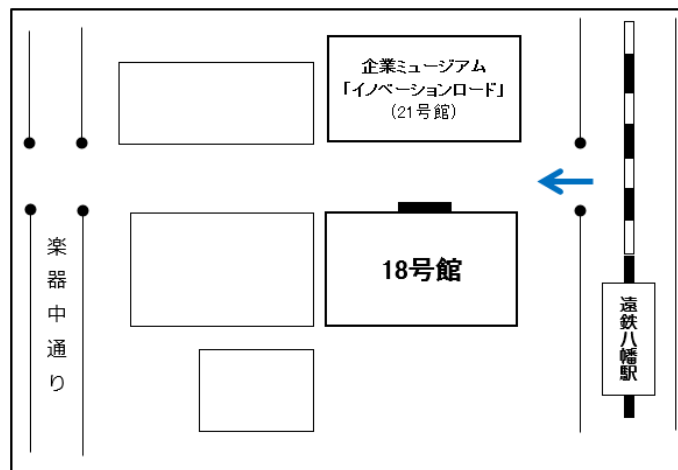 企業ミュージアム
「イノベーションロード」
(21号館)
18号館
楽器中通り
遠鉄八幡駅